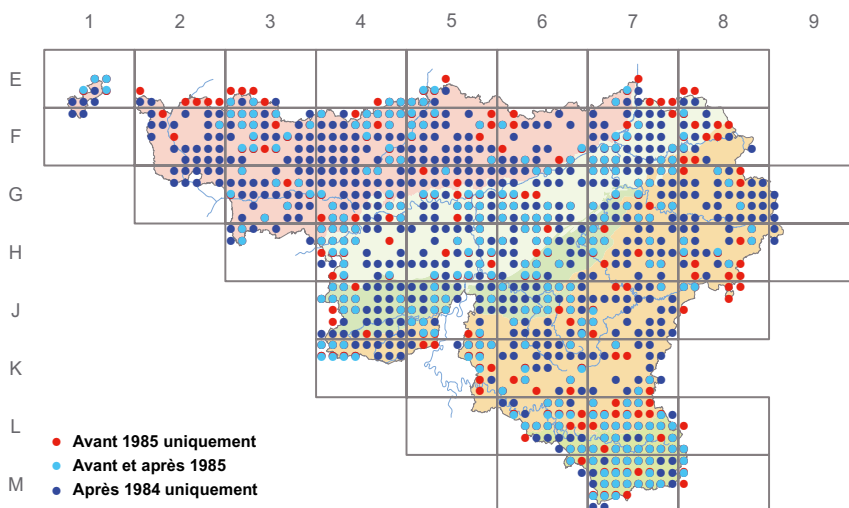 1 2 3 4 5 6 7 8 9
E
F
G
H
J
K
L
M
Avant 1985 uniquement
Avant et après 1985
Après 1984 uniquement